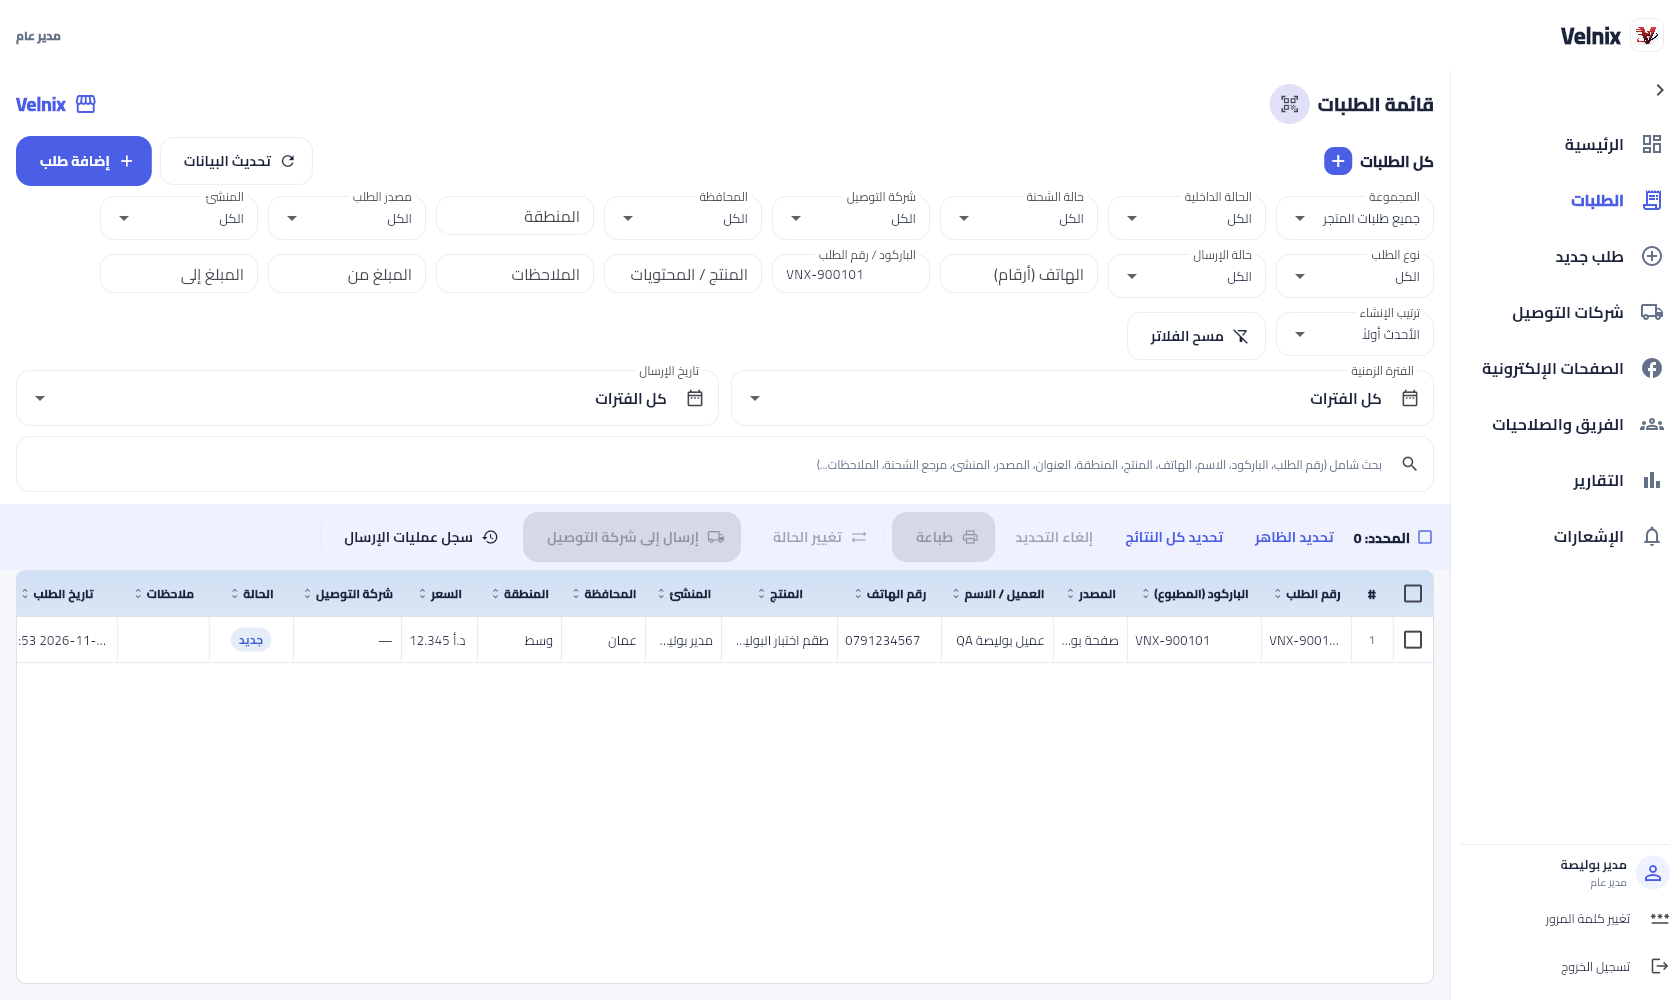 Velnix
مدير عام
الرئيسية
الطلبات
طلب جديد
شركات التوصيل
الصفحات الإلكترونية
الفريق والصلاحيات
التقارير
الإشعارات
مدير بوليصة
مدير عام
تغيير كلمة المرور
تسجيل الخروج
قائمة الطلبات
Velnix
كل الطلبات
تحديث البيانات
إضافة طلب
المجموعة
جميع طلبات المتجر
الحالة الداخلية
الكل
حالة الشحنة
الكل
شركة التوصيل
الكل
المحافظة
الكل
المنطقة
مصدر الطلب
الكل
المنشئ
الكل
نوع الطلب
الكل
حالة الإرسال
الكل
الهاتف (أرقام)
الباركود / رقم الطلب
VNX-900101
المنتج / المحتويات
الملاحظات
المبلغ من
المبلغ إلى
ترتيب الإنشاء
الأحدث أولاً
مسح الفلاتر
الفترة الزمنية
كل الفترات
تاريخ الإرسال
كل الفترات
بحث شامل (رقم الطلب، الباركود، الاسم، الهاتف، المنتج، المنطقة، العنوان، المصدر، المنشئ، مرجع الشحنة، الملاحظات...)
المحدد: 0 تحديد الظاهر تحديد كل النتائج إلغاء التحديد طباعة تغيير الحالة إرسال إلى شركة التوصيل سجل عمليات الإرسال
# رقم الطلب الباركود (المطبوع) المصدر العميل / الاسم رقم الهاتف المنتج المنشئ المحافظة المنطقة السعر شركة التوصيل الحالة ملاحظات تاريخ الطلب
1 VNX-9001... VNX-900101 صفحة بو... عميل بوليصة QA 0791234567 طقم اختبار البوليـ... مدير بوليـ... عمان وسط 12.345 د.أ — جديد 2026-11-... 53: